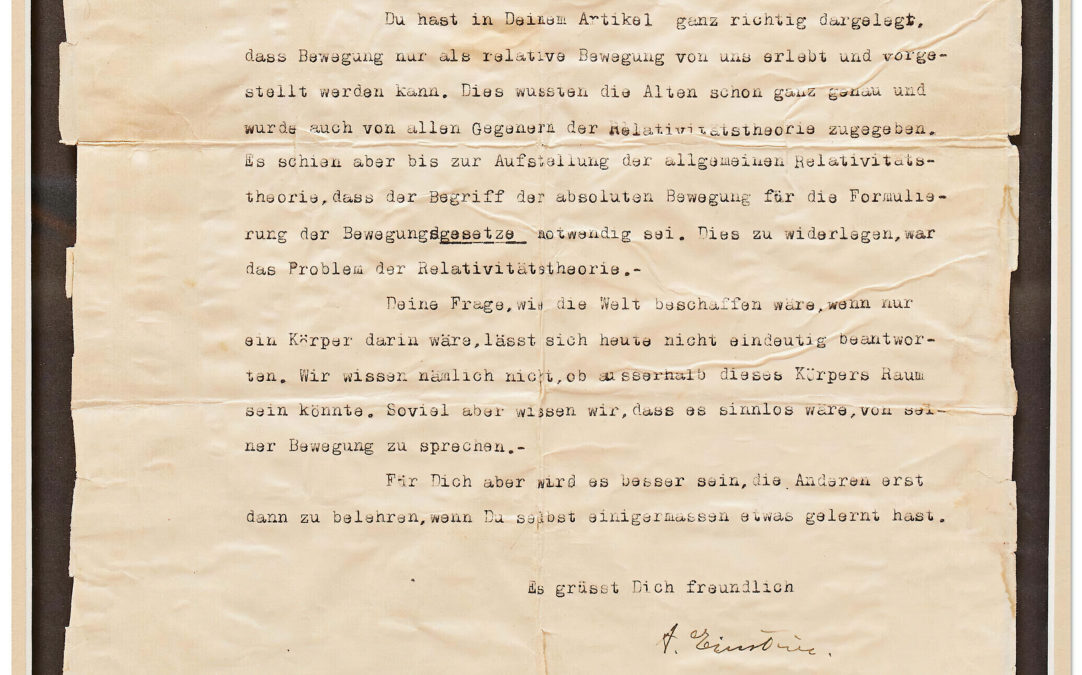 Du hast in Deinem Artikel ganz richtig dargelegt,
dass Bewegung nur als relative Bewegung von uns erlebt und vorge-
stellt werden kann. Dies wussten die Alten schon ganz genau und
wurde auch von allen Gegenern der Relativitätstheorie zugegeben.
Es schien aber bis zur Aufstellung der allgemeinen Relativitäts-
theorie,dass der Begriff der absoluten Bewegung für die Formulie-
rung der Bewegungsgesetze notwendig sei. Dies zu widerlegen,war
das Problem der Relativitätstheorie.-
Deine Frage,wie die Welt beschaffen wäre,wenn nur
ein Körper darin wäre,lässt sich heute nicht eindeutig beantwor-
ten. Wir wissen nämlich nicht,ob ausserhalb dieses Körpers Raum
sein könnte. Soviel aber wissen wir,dass es sinnlos wäre,von sei-
ner Bewegung zu sprechen.-
Für Dich aber wird es besser sein,die Anderen erst
dann zu belehren,wenn Du selbst einigermassen etwas gelernt hast.
Es grüsst Dich freundlich
A. Einstein.